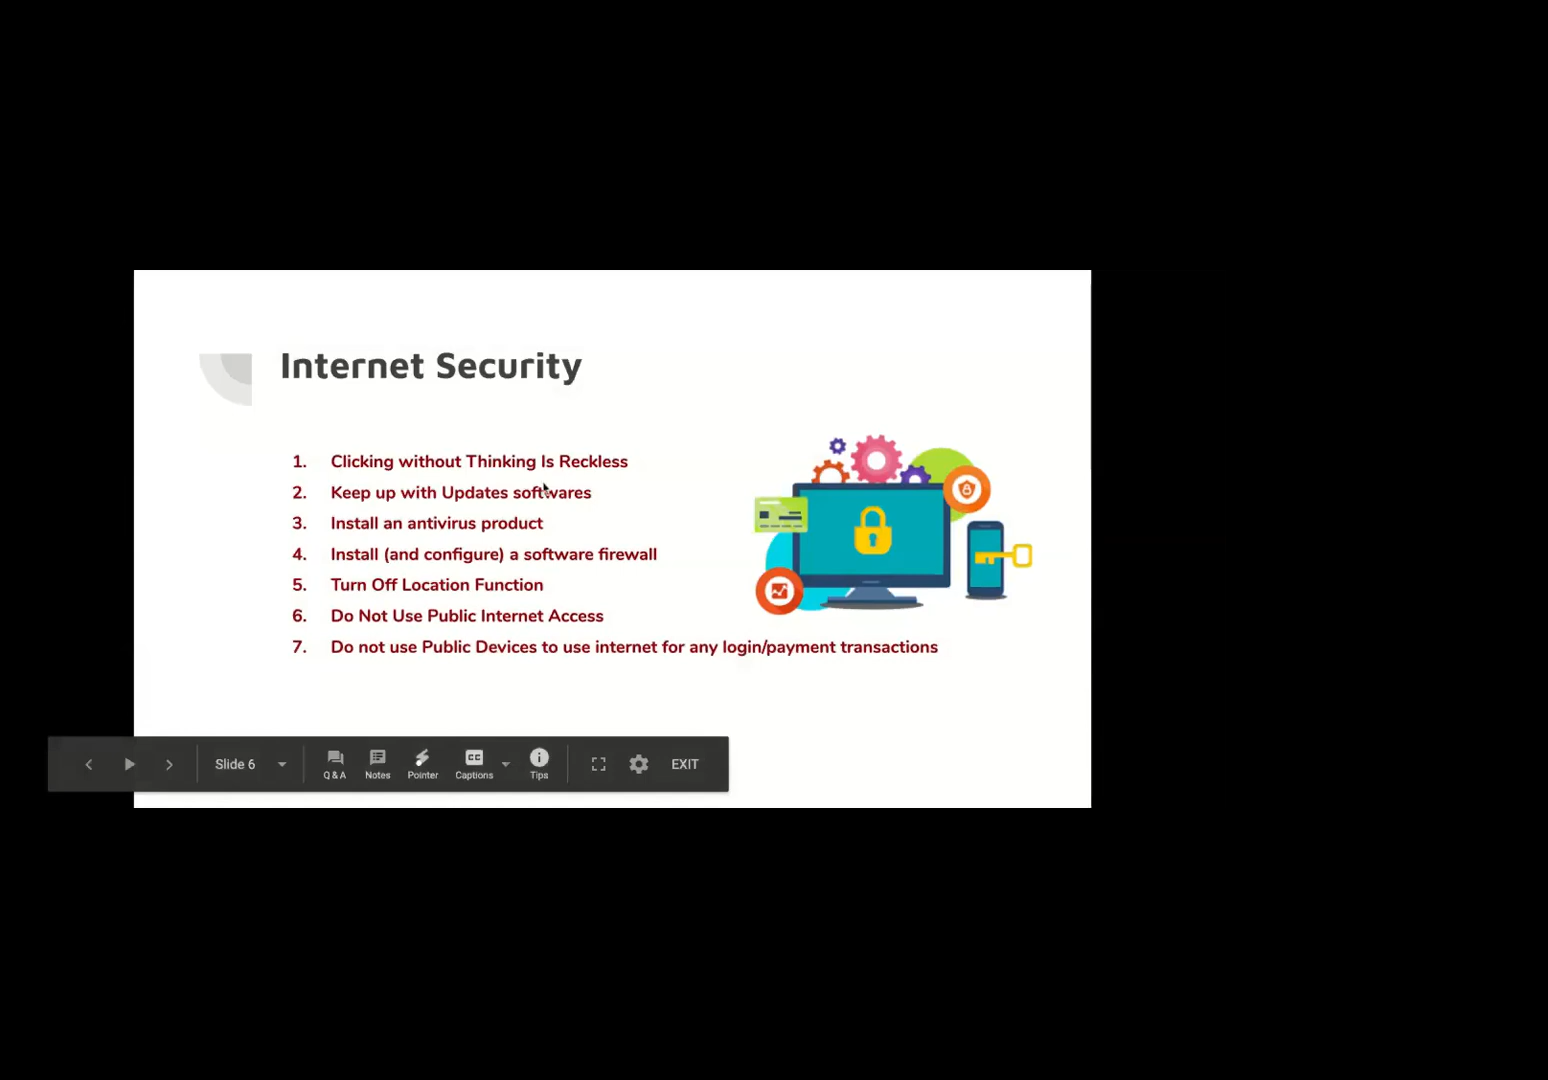 Internet Security
1. Clicking without Thinking Is Reckless
2. Keep up with Updates softwares
3. Install an antivirus product
4. Install (and configure) a software firewall
5. Turn Off Location Function
6. Do Not Use Public Internet Access
7. Do not use Public Devices to use internet for any login/payment transactions
Slide 6
Q & A
Notes
Pointer
CC
Captions
Tips
EXIT